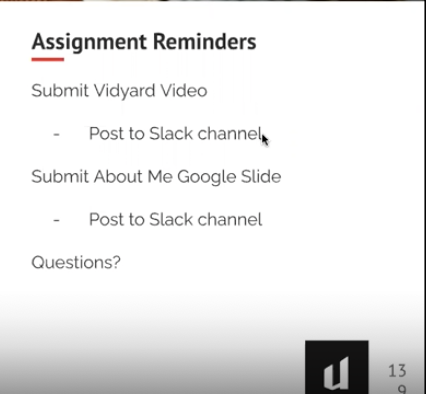 Assignment Reminders
Submit Vidyard Video
- Post to Slack channel
Submit About Me Google Slide
- Post to Slack channel
Questions?
u
13
9